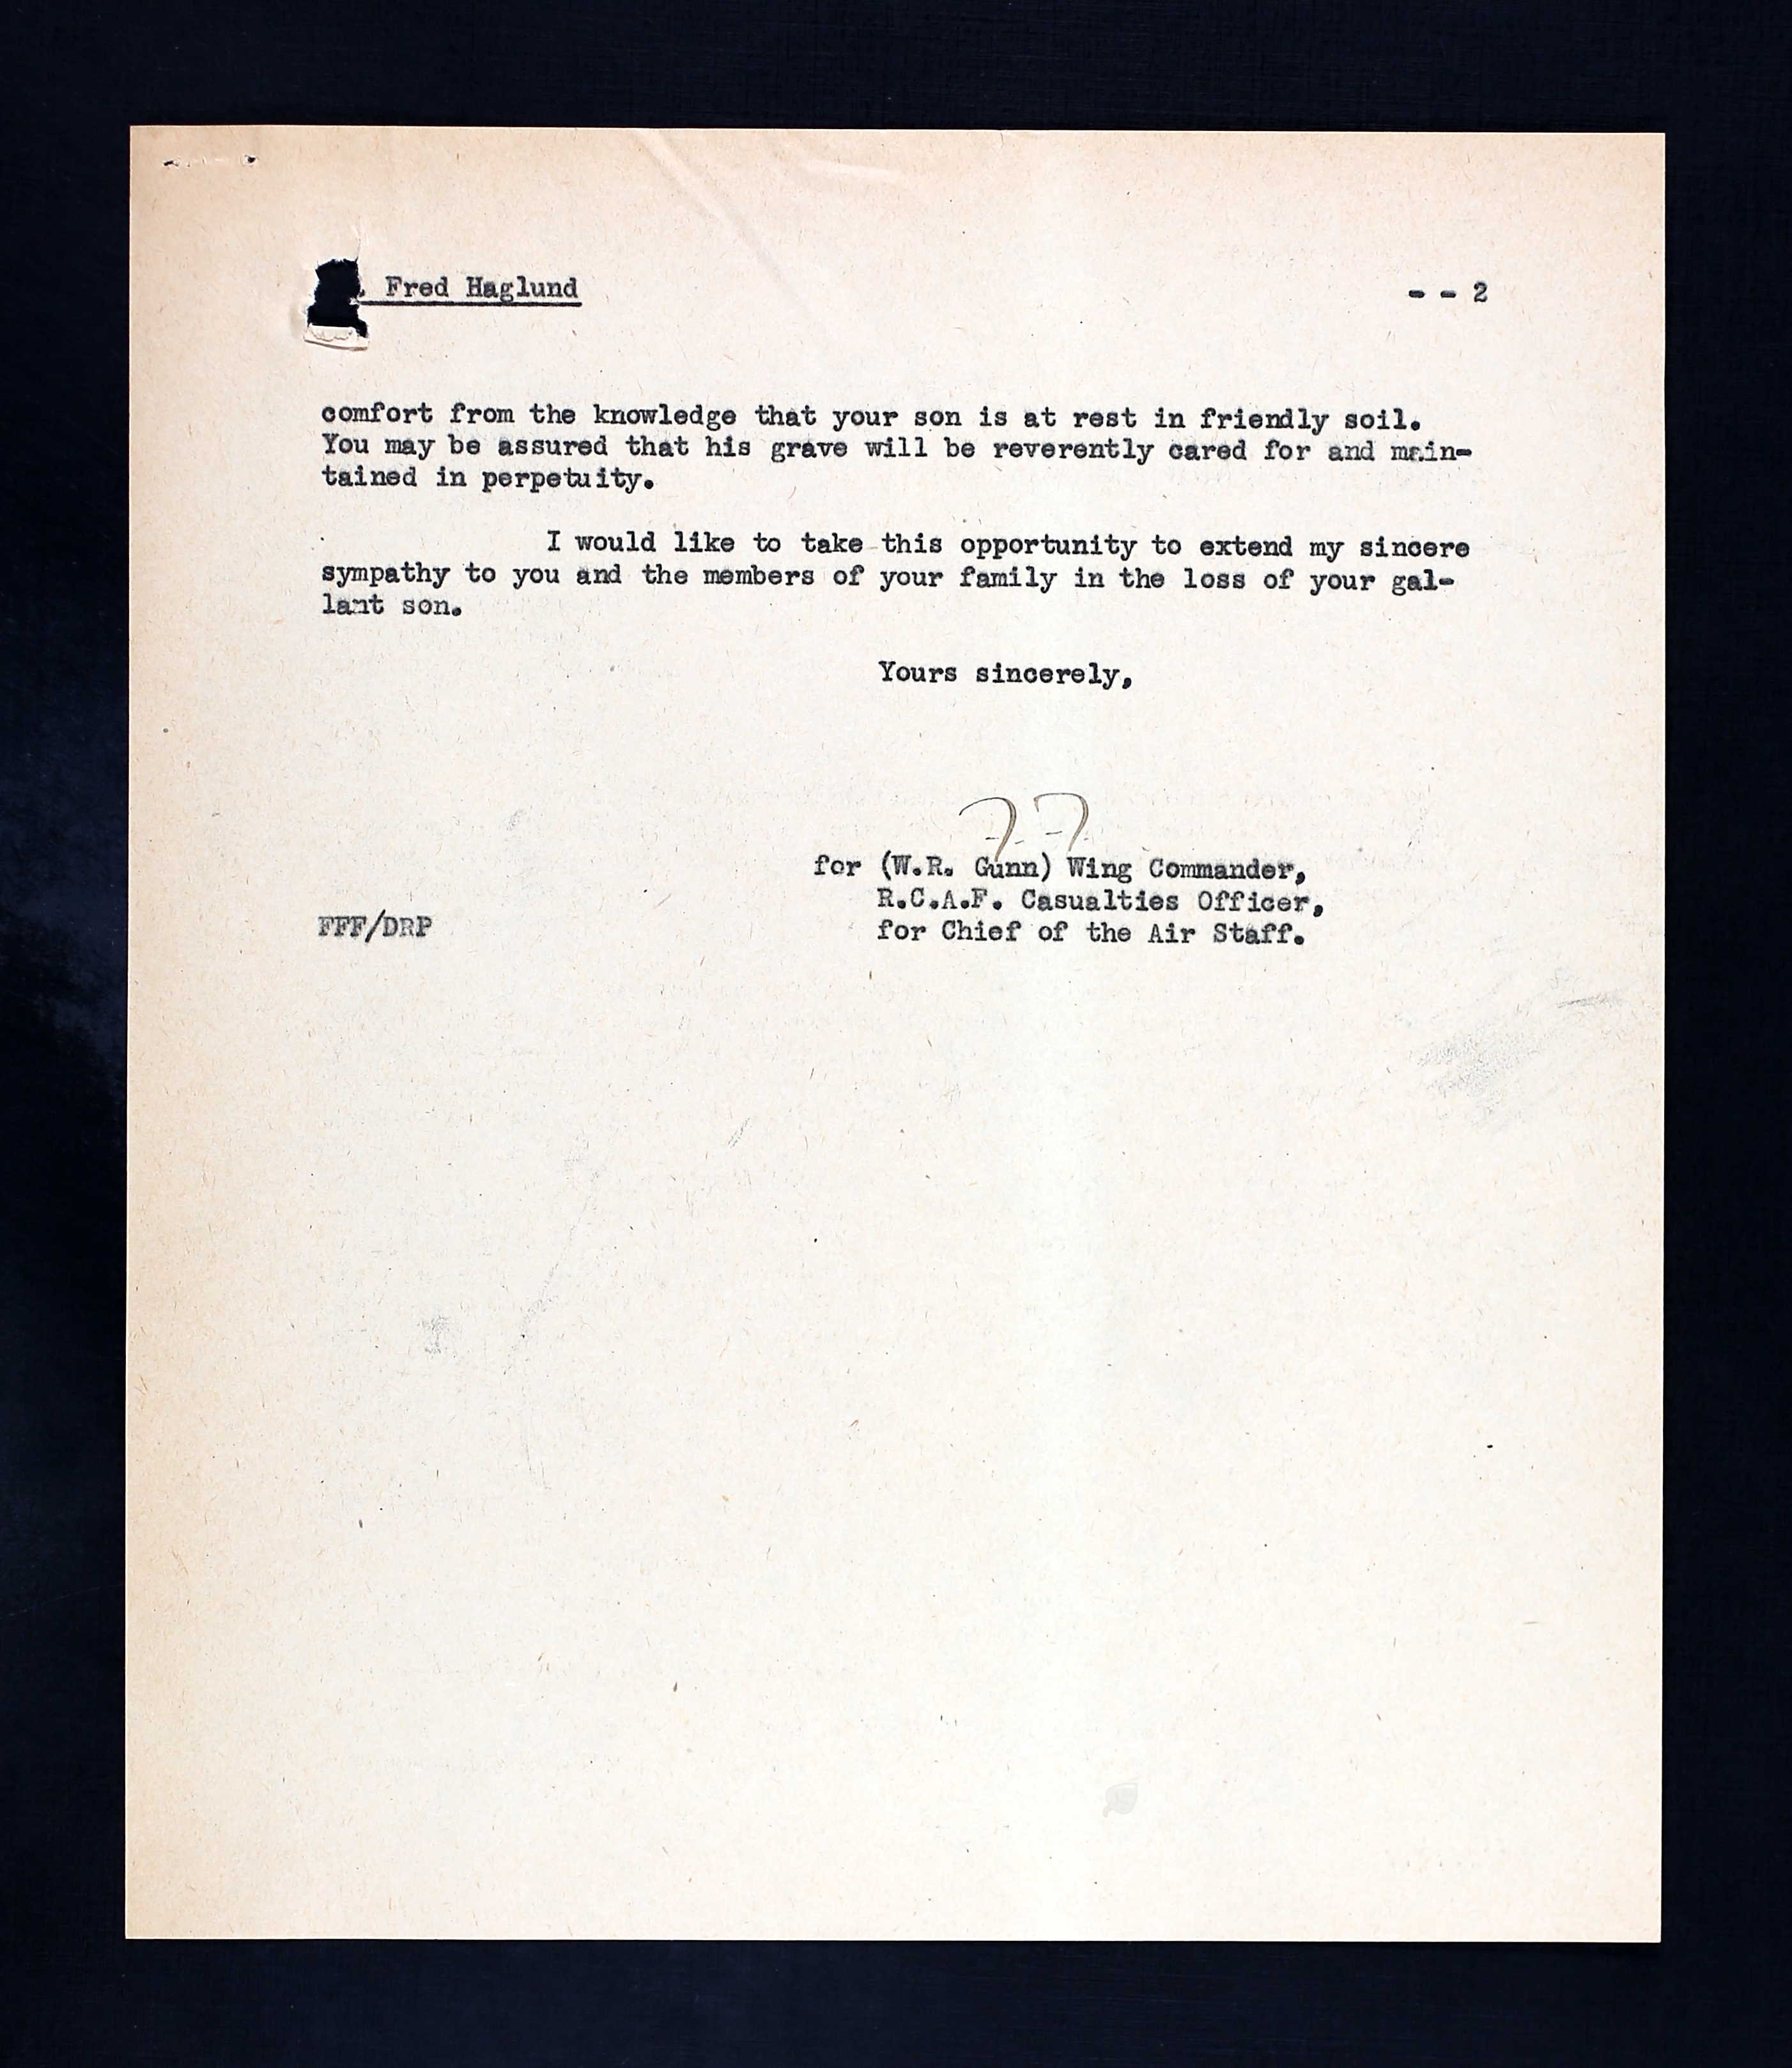 . Fred Haglund - - 2
comfort from the knowledge that your son is at rest in friendly soil.
You may be assured that his grave will be reverently cared for and main-
tained in perpetuity.
I would like to take this opportunity to extend my sincere
sympathy to you and the members of your family in the loss of your gal-
lant son.
Yours sincerely,
for (W.R. Gunn) Wing Commander,
R.C.A.F. Casualties Officer,
FFF/DRP for Chief of the Air Staff.